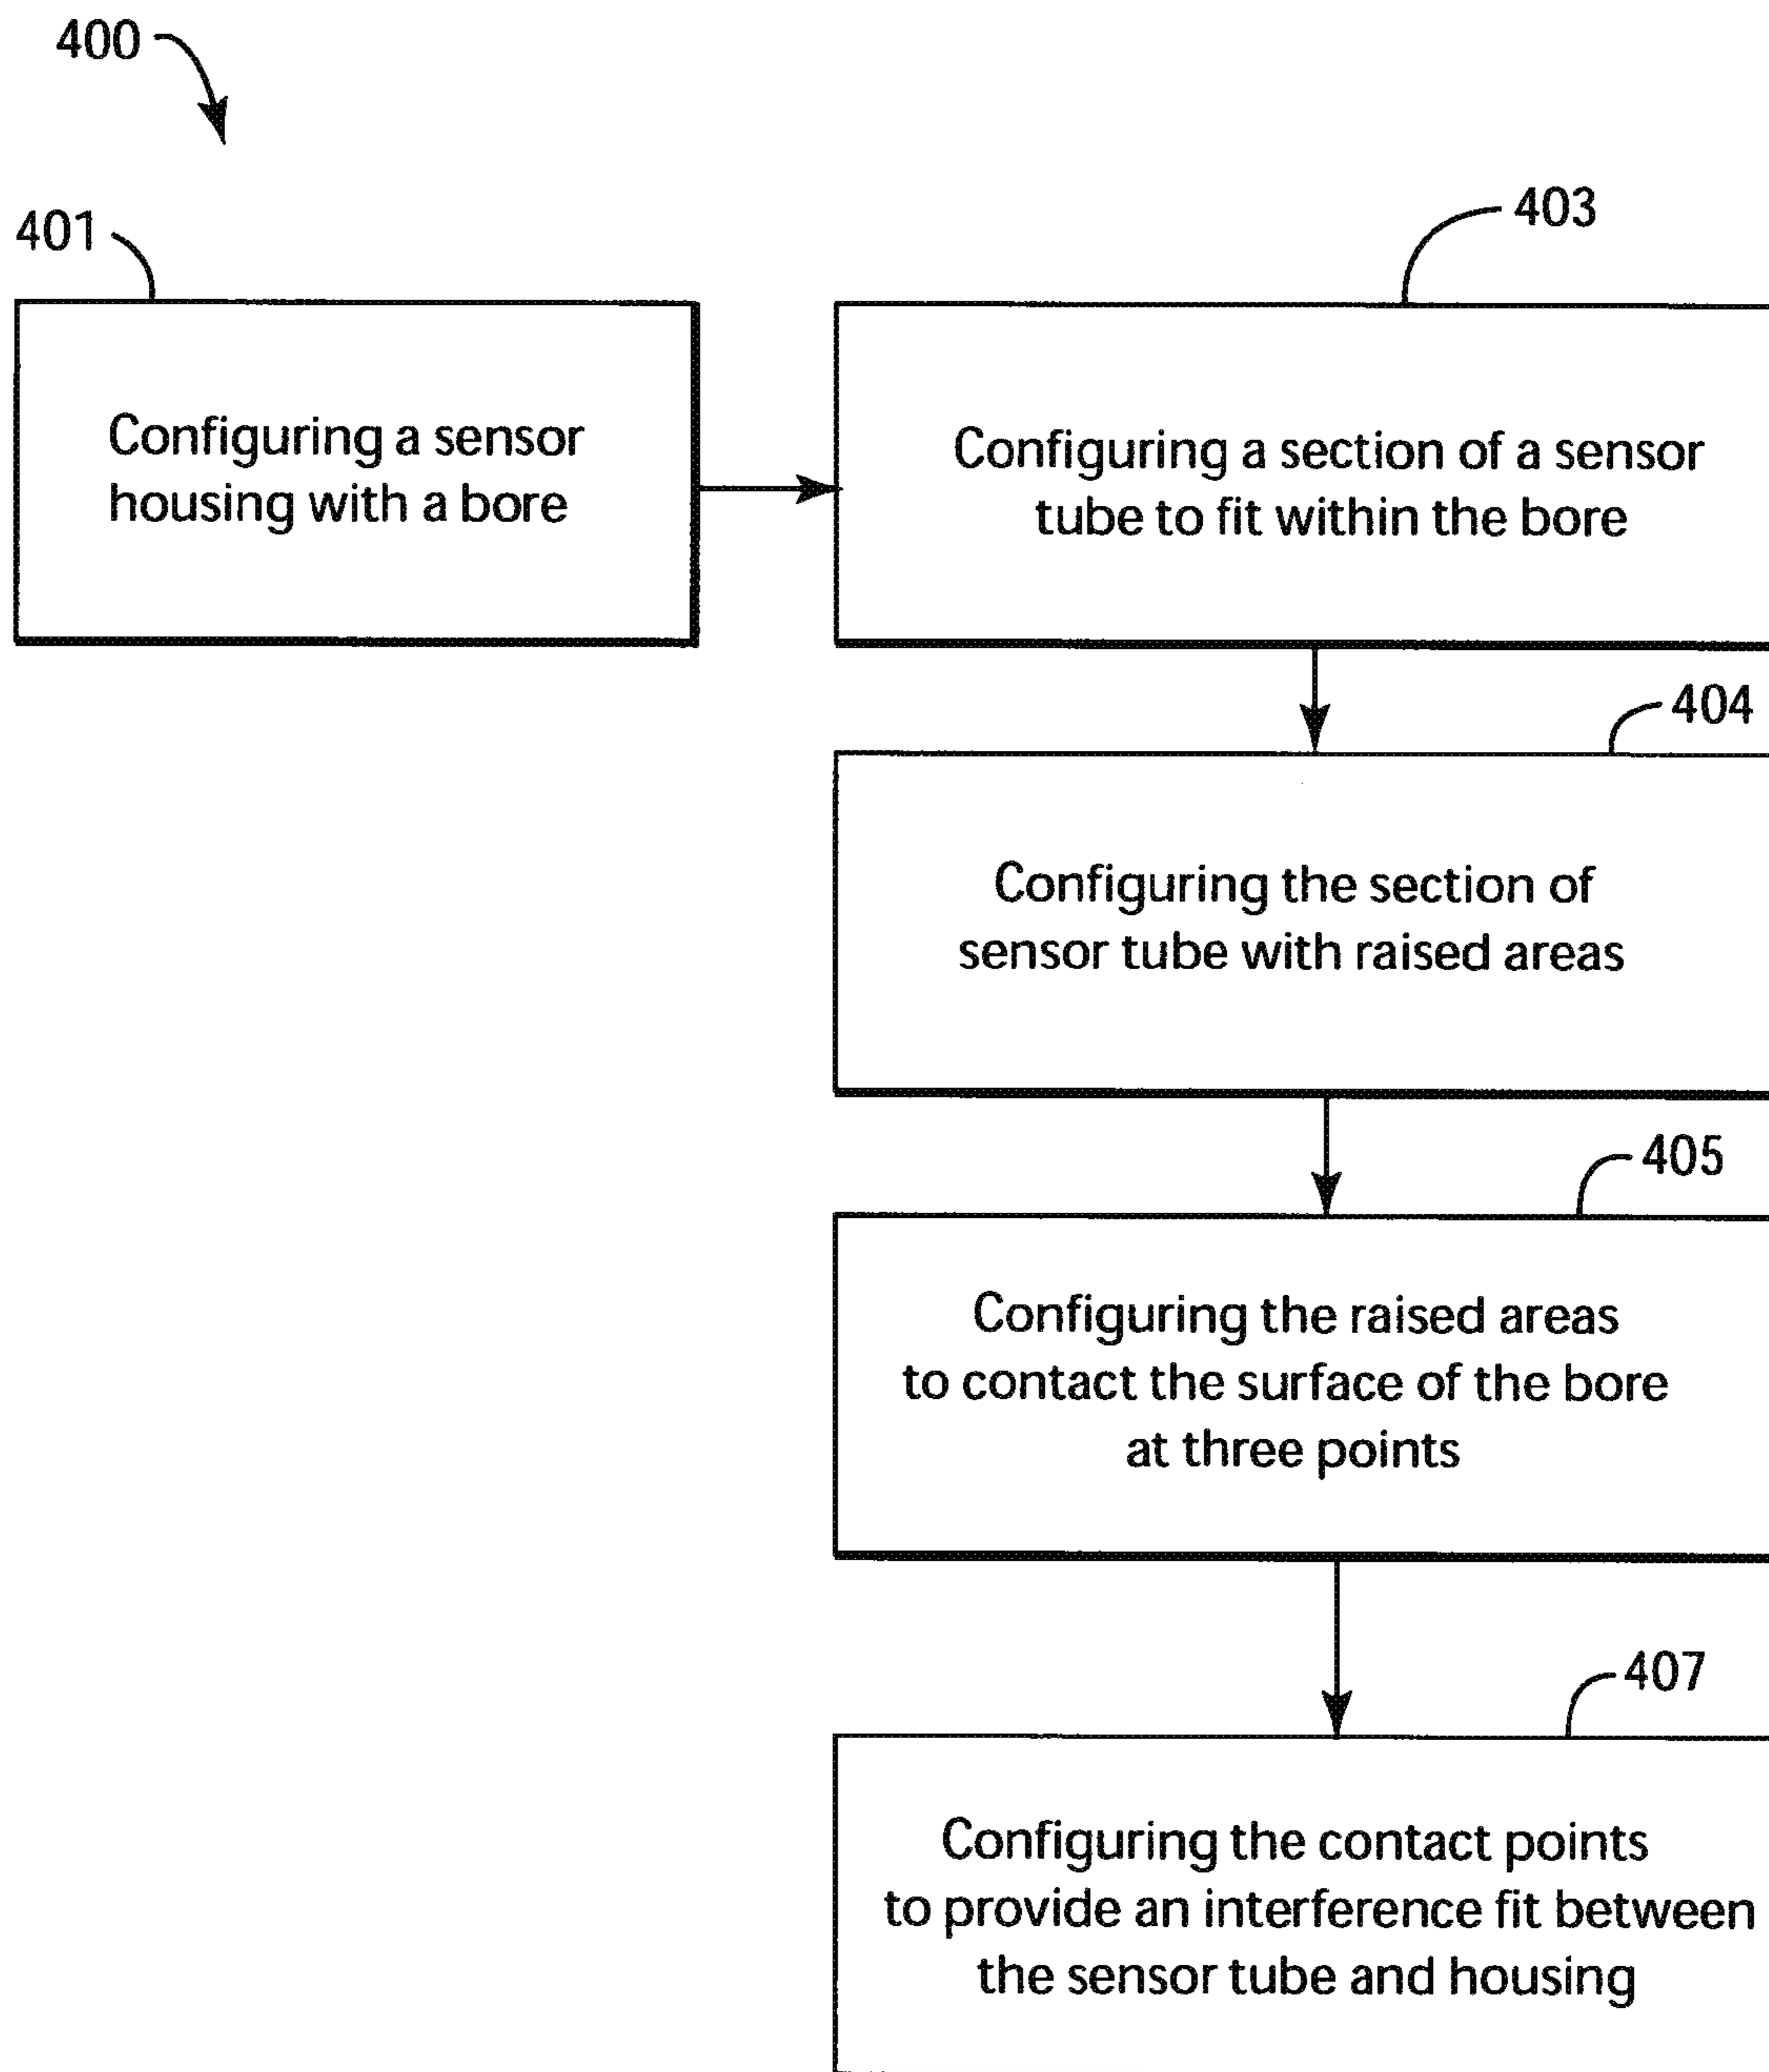 400
401
403
Configuring a sensor
housing with a bore
Configuring a section of a sensor
tube to fit within the bore
404
Configuring the section of
sensor tube with raised areas
405
Configuring the raised areas
to contact the surface of the bore
at three points
407
Configuring the contact points
to provide an interference fit between
the sensor tube and housing